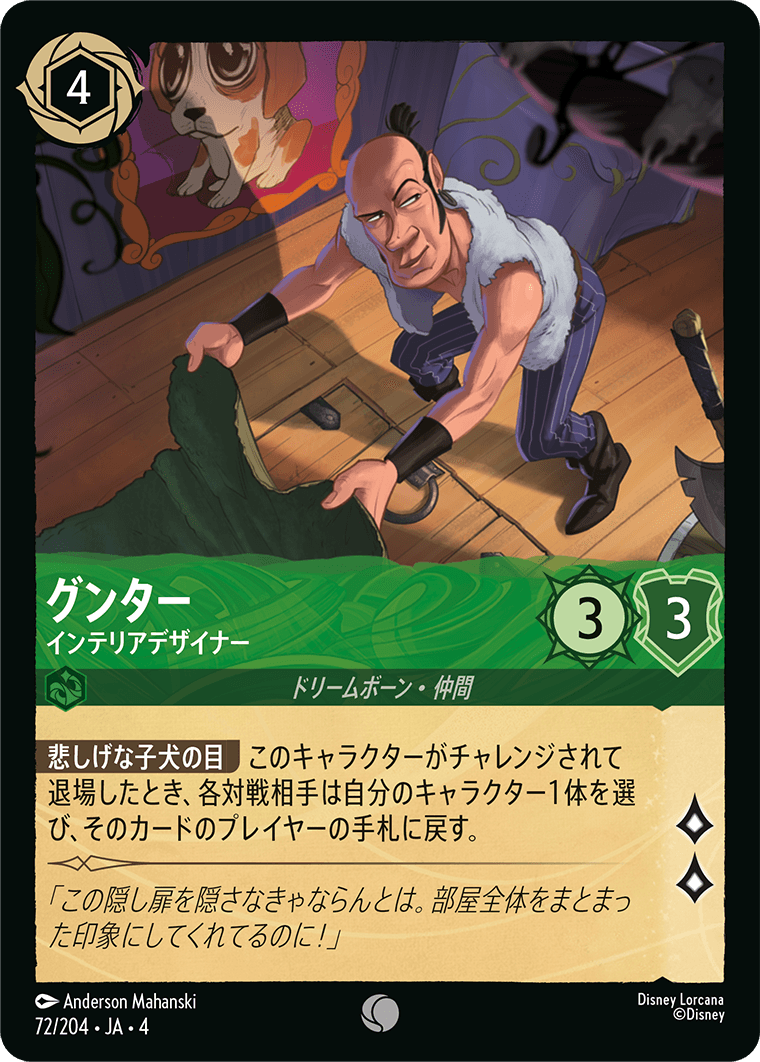 4
グンター
インテリアデザイナー
3
3
ドリームボーン・仲間
悲しげな子犬の目 このキャラクターがチャレンジされて
退場したとき、各対戦相手は自分のキャラクター1体を選
び、そのカードのプレイヤーの手札に戻す。
「この隠し扉を隠さなきゃならんとは。部屋全体をまとまっ
た印象にしてくれてるのに!」
Anderson Mahanski
72/204・JA・4
Disney Lorcana
©Disney